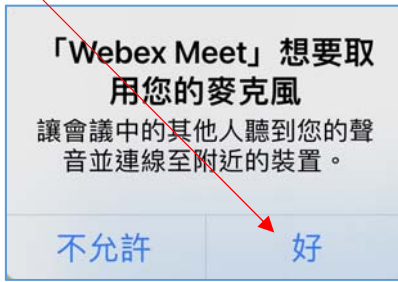 「Webex Meet」想要取
用您的麥克風
讓會議中的其他人聽到您的聲
音並連線至附近的裝置。
不允許
好